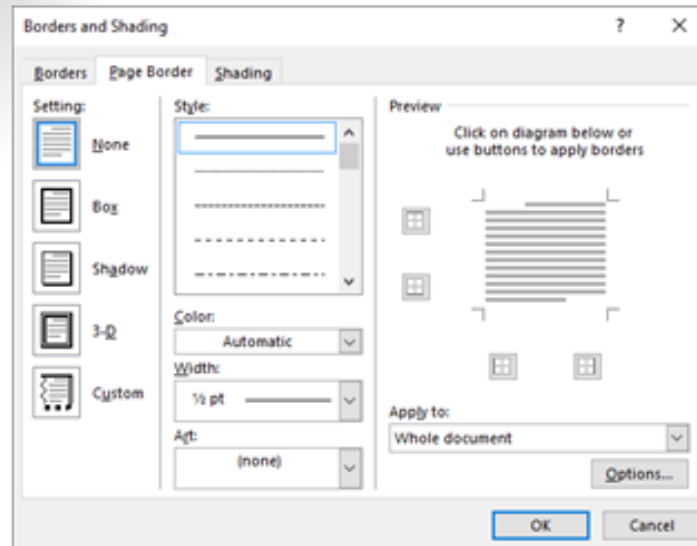 Borders and Shading ? X
Borders Page Border Shading
Setting:
None
Box
Shadow
3-D
Custom
Style:
Color:
Automatic
Width:
½ pt
Art:
(none)
Preview
Click on diagram below or
use buttons to apply borders
Apply to:
Whole document
Options...
OK Cancel